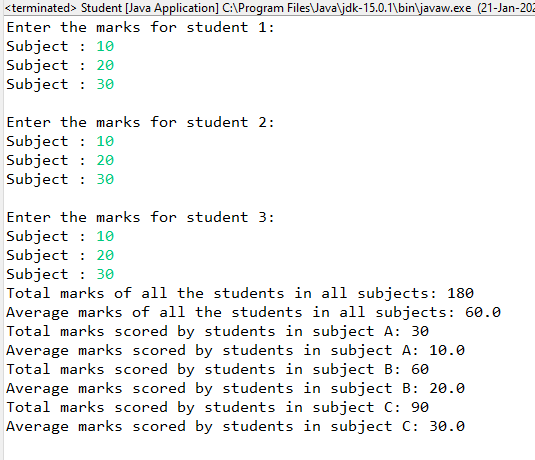 <terminated> Student [Java Application] C:\Program Files\Java\jdk-15.0.1\bin\javaw.exe (21-Jan-202
Enter the marks for student 1:
Subject : 10
Subject : 20
Subject : 30
Enter the marks for student 2:
Subject : 10
Subject : 20
Subject : 30
Enter the marks for student 3:
Subject : 10
Subject : 20
Subject : 30
Total marks of all the students in all subjects: 180
Average marks of all the students in all subjects: 60.0
Total marks scored by students in subject A: 30
Average marks scored by students in subject A: 10.0
Total marks scored by students in subject B: 60
Average marks scored by students in subject B: 20.0
Total marks scored by students in subject C: 90
Average marks scored by students in subject C: 30.0